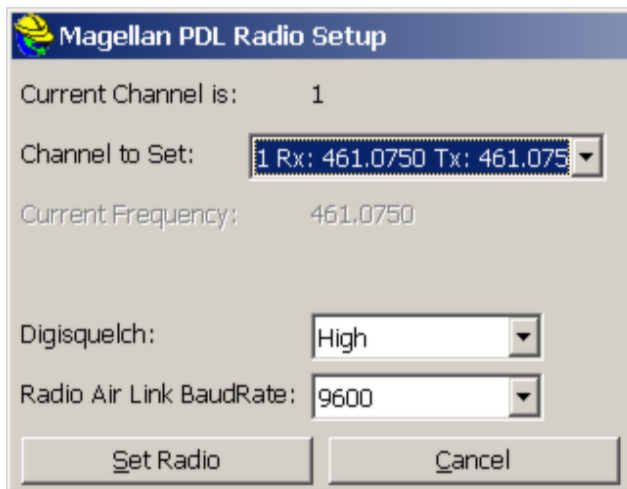 Magellan PDL Radio Setup
Current Channel is: 1
Channel to Set: 1 Rx: 461.0750 Tx: 461.075
Current Frequency: 461.0750
Digisquelch: High
Radio Air Link BaudRate: 9600
Set Radio Cancel